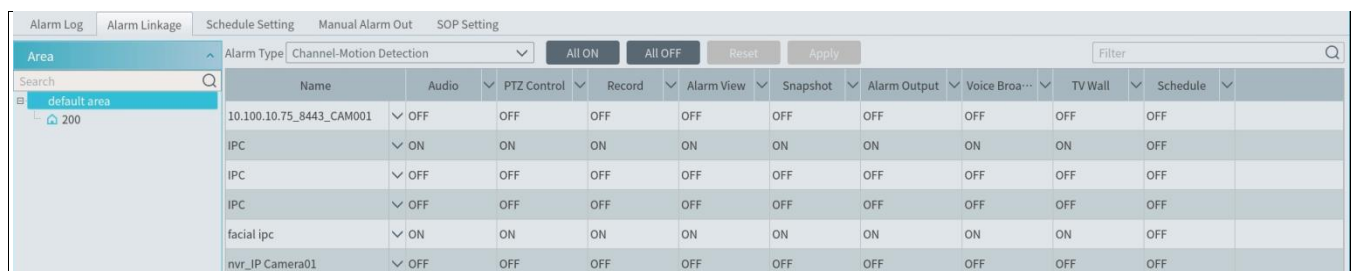 Alarm Log Alarm Linkage Schedule Setting Manual Alarm Out SOP Setting
Area Alarm Type Channel-Motion Detection All ON All OFF Reset Apply Filter
Search Name Audio PTZ Control Record Alarm View Snapshot Alarm Output Voice Broa··· TV Wall Schedule
default area
200 10.100.10.75_8443_CAM001 OFF OFF OFF OFF OFF OFF OFF OFF OFF
IPC ON ON ON ON ON ON ON ON OFF
IPC OFF OFF OFF OFF OFF OFF OFF OFF OFF
IPC OFF OFF OFF OFF OFF OFF OFF OFF OFF
facial ipc ON ON ON ON ON ON ON ON OFF
nvr_IP Camera01 OFF OFF OFF OFF OFF OFF OFF OFF OFF